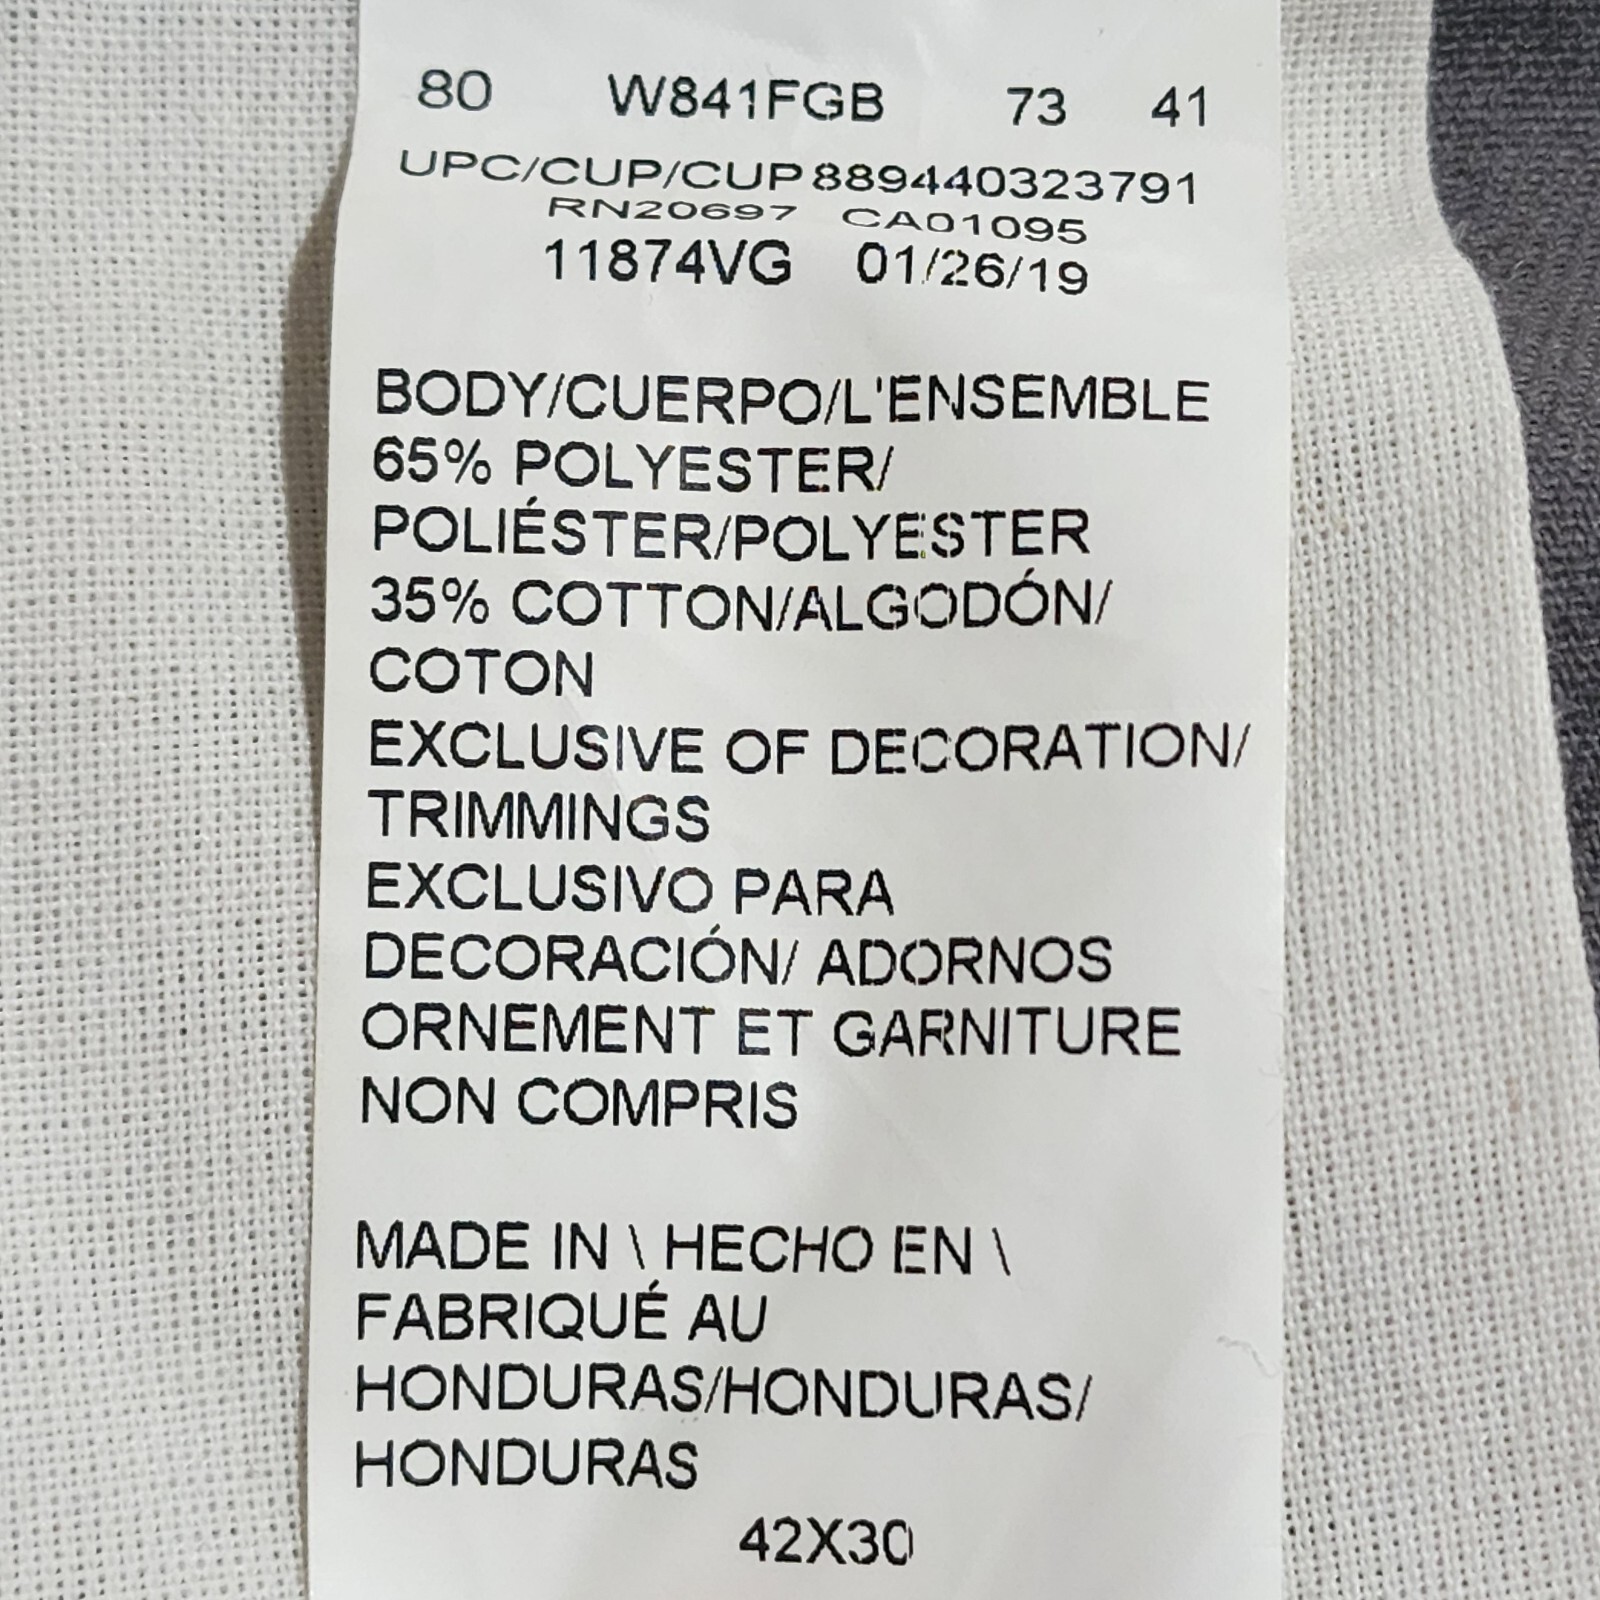 80 W841FGB 73 41
UPC/CUP/CUP 889440323791
RN20697 CA01095
11874VG 01/26/19
BODY/CUERPO/L'ENSEMBLE
65% POLYESTER/
POLIÉSTER/POLYESTER
35% COTTON/ALGODÓN/
COTON
EXCLUSIVE OF DECORATION/
TRIMMINGS
EXCLUSIVO PARA
DECORACIÓN/ ADORNOS
ORNEMENT ET GARNITURE
NON COMPRIS
MADE IN \ HECHO EN \
FABRIQUÉ AU
HONDURAS/HONDURAS/
HONDURAS
42X30